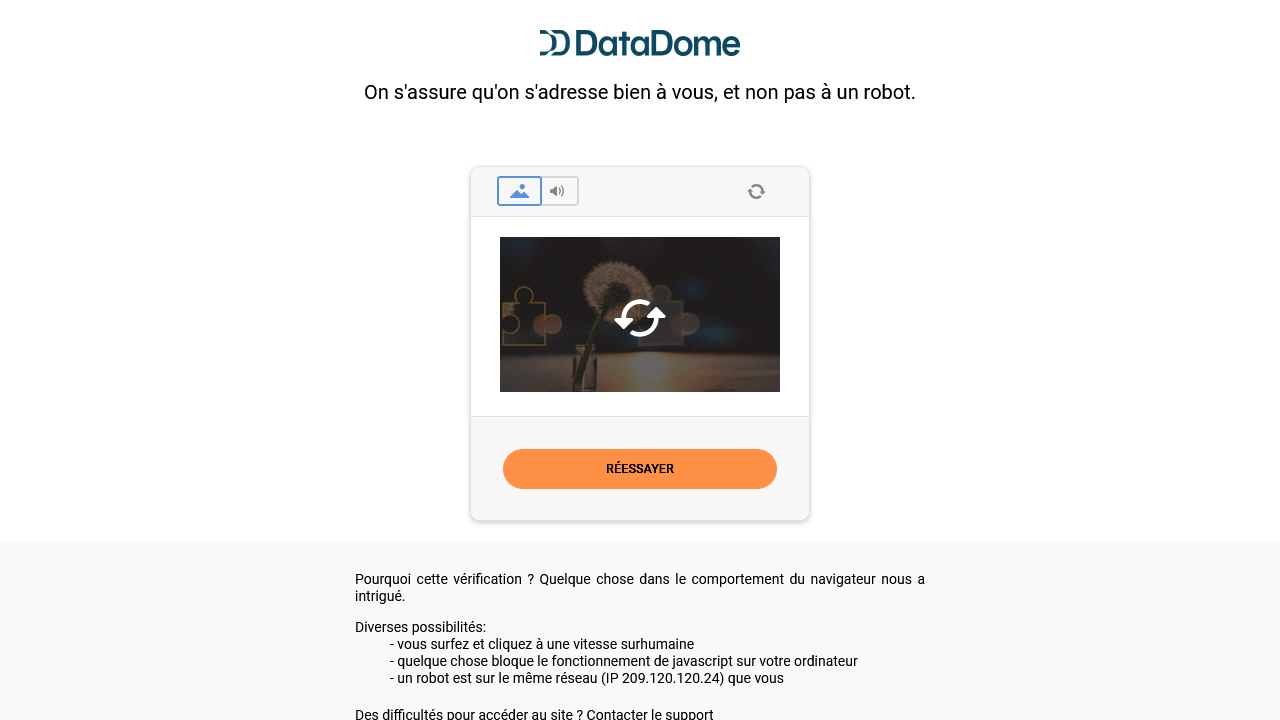 DataDome
On s'assure qu'on s'adresse bien à vous, et non pas à un robot.
RÉESSAYER
Pourquoi cette vérification ? Quelque chose dans le comportement du navigateur nous a
intrigué.
Diverses possibilités:
- vous surfez et cliquez à une vitesse surhumaine
- quelque chose bloque le fonctionnement de javascript sur votre ordinateur
- un robot est sur le même réseau (IP 209.120.120.24) que vous
Des difficultés pour accéder au site ? Contacter le support